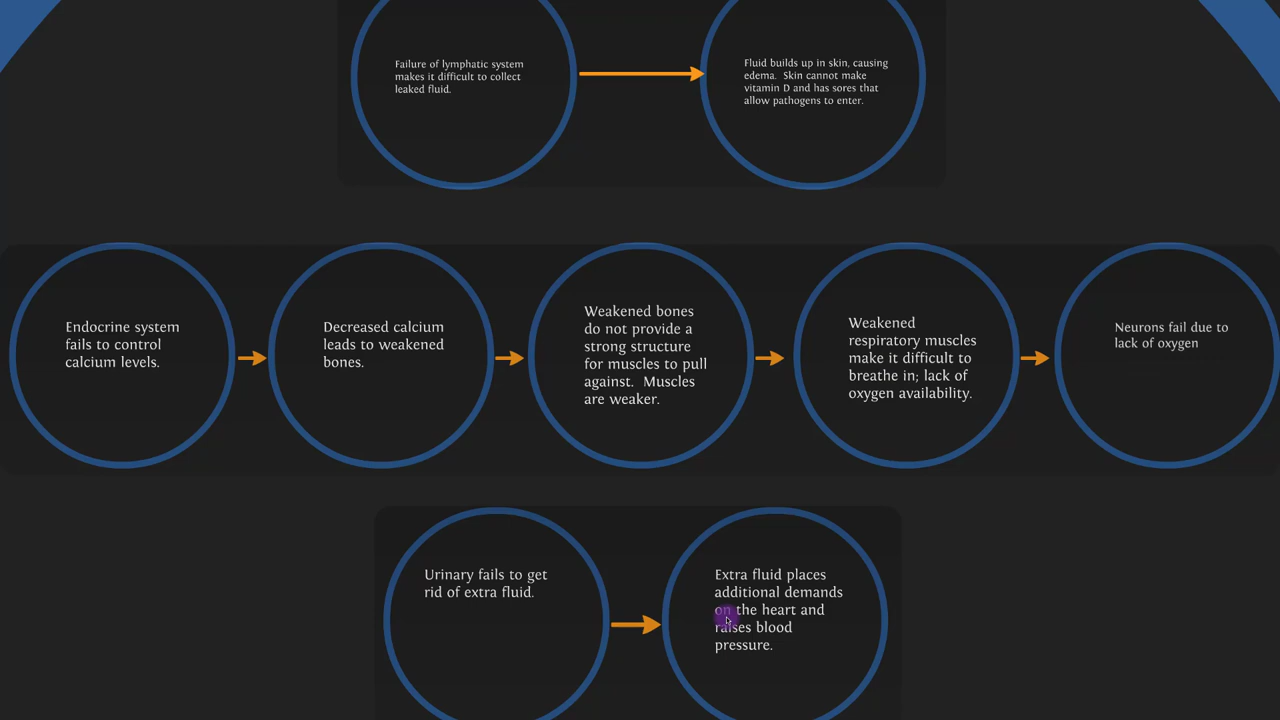 Failure of lymphatic system
makes it difficult to collect
leaked fluid.
Fluid builds up in skin, causing
edema. Skin cannot make
vitamin D and has sores that
allow pathogens to enter.
Endocrine system
fails to control
calcium levels.
Decreased calcium
leads to weakened
bones.
Weakened bones
do not provide a
strong structure
for muscles to pull
against. Muscles
are weaker.
Weakened
respiratory muscles
make it difficult to
breathe in; lack of
oxygen availability.
Neurons fail due to
lack of oxygen
Urinary fails to get
rid of extra fluid.
Extra fluid places
additional demands
on the heart and
raises blood
pressure.